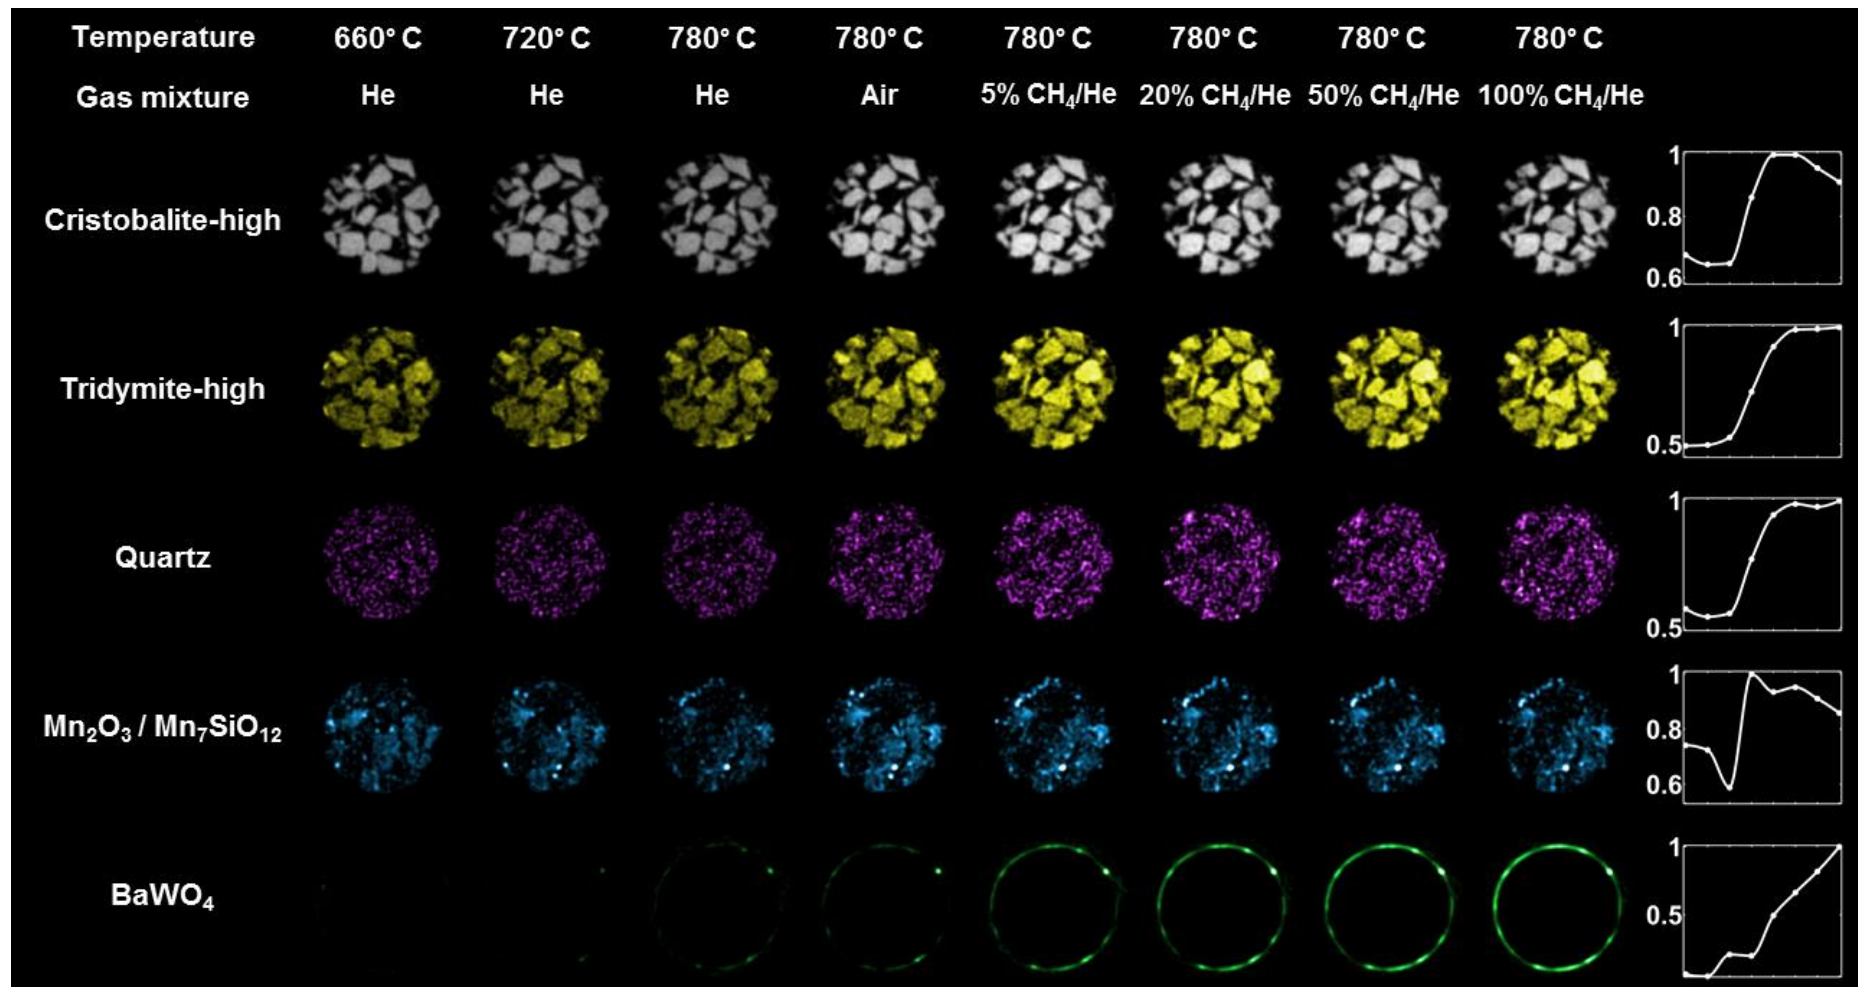 Temperature 660° C 720° C 780° C 780° C 780° C 780° C 780° C 780° C
Gas mixture He He He Air 5% CH₄/He 20% CH₄/He 50% CH₄/He 100% CH₄/He
Cristobalite-high
1
0.8
0.6
Tridymite-high
1
0.5
Quartz
1
0.5
Mn₂O₃ / Mn₇SiO₁₂
1
0.8
0.6
BaWO₄
1
0.5